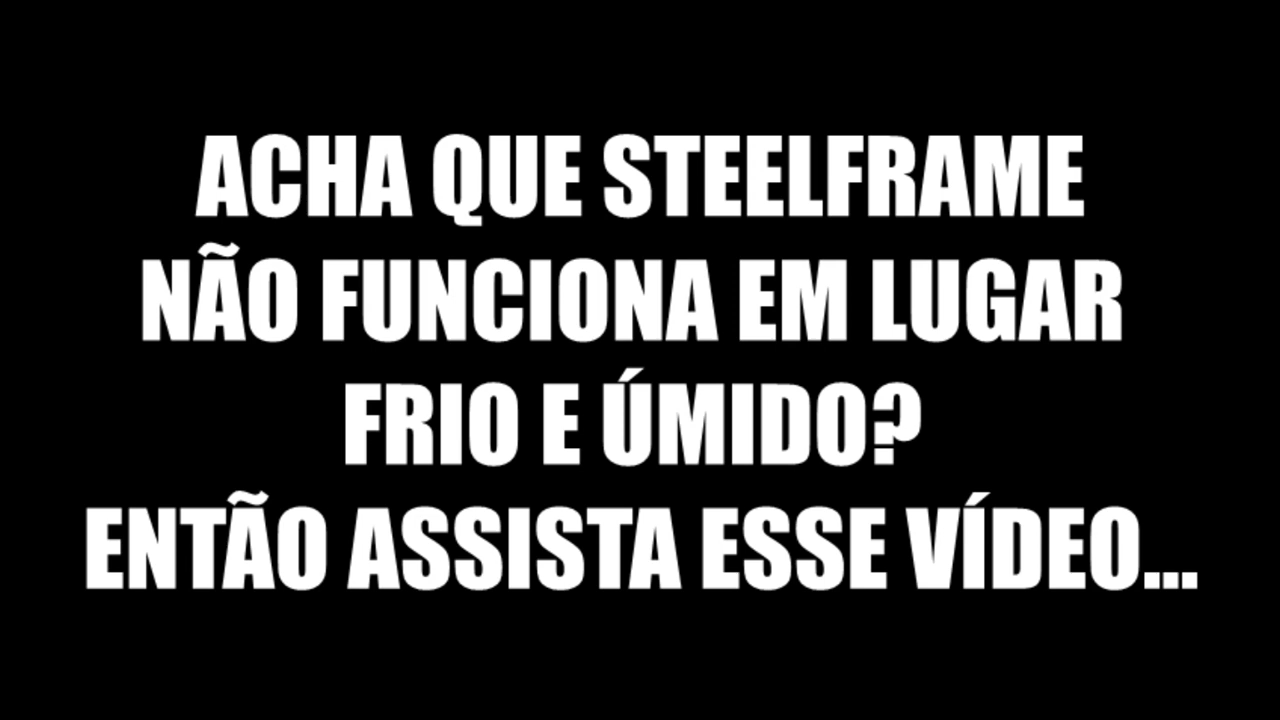 ACHA QUE STEELFRAME
NÃO FUNCIONA EM LUGAR
FRIO E ÚMIDO?
ENTÃO ASSISTA ESSE VÍDEO...